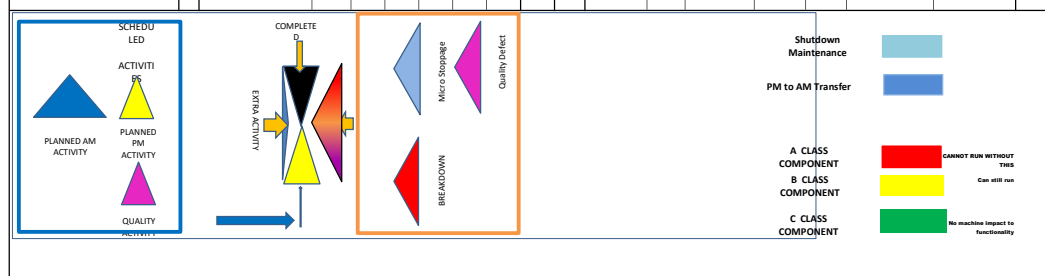 SCHEDU
LED
ACTIVITI
ES
PLANNED AM
ACTIVITY
PLANNED
PM
ACTIVITY
QUALITY
ACTIVITY
COMPLETE
D
EXTRA ACTIVITY
Micro Stoppage
Quality Defect
BREAKDOWN
Shutdown
Maintenance
PM to AM Transfer
A CLASS
COMPONENT
CANNOT RUN WITHOUT
THIS
B CLASS
COMPONENT
Can still run
C CLASS
COMPONENT
No machine impact to
functionality